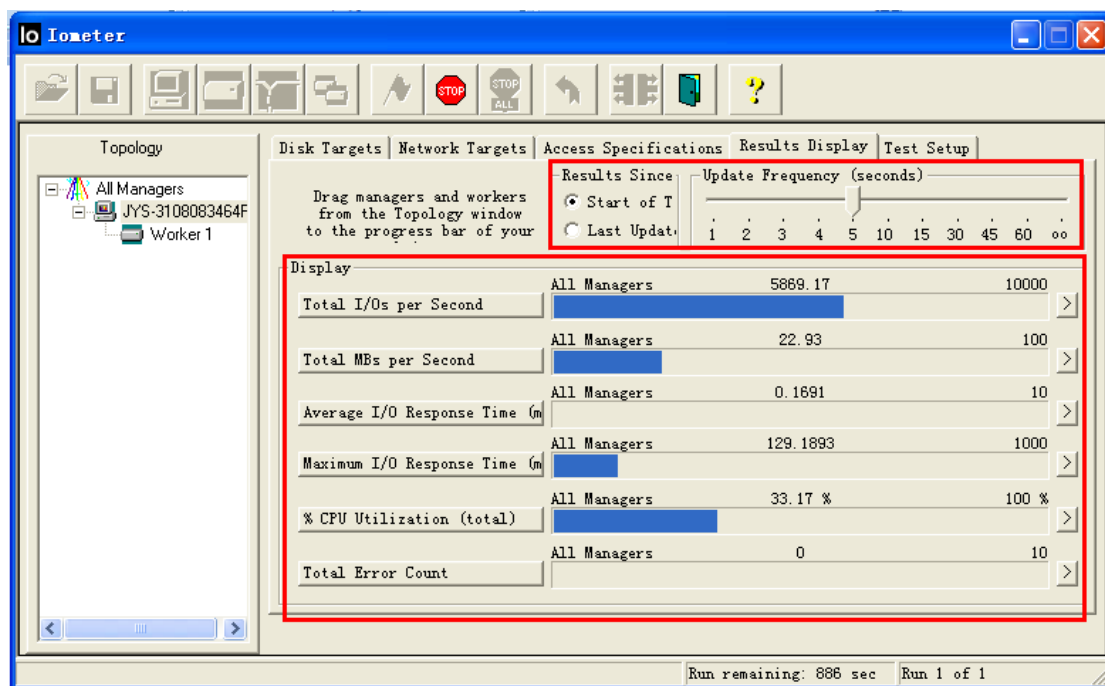 Iometer
STOP
STOP
ALL
Topology
All Managers
JYS-3108083464F
Worker 1
Disk Targets
Network Targets
Access Specifications
Results Display
Test Setup
Drag managers and workers
from the Topology window
to the progress bar of your
Results Since
Start of T
Last Updat
Update Frequency (seconds)
1 2 3 4 5 10 15 30 45 60 oo
Display
Total I/Os per Second
All Managers 5869.17 10000
Total MBs per Second
All Managers 22.93 100
Average I/O Response Time (m
All Managers 0.1691 10
Maximum I/O Response Time (m
All Managers 129.1893 1000
% CPU Utilization (total)
All Managers 33.17 % 100 %
Total Error Count
All Managers 0 10
Run remaining: 886 sec
Run 1 of 1